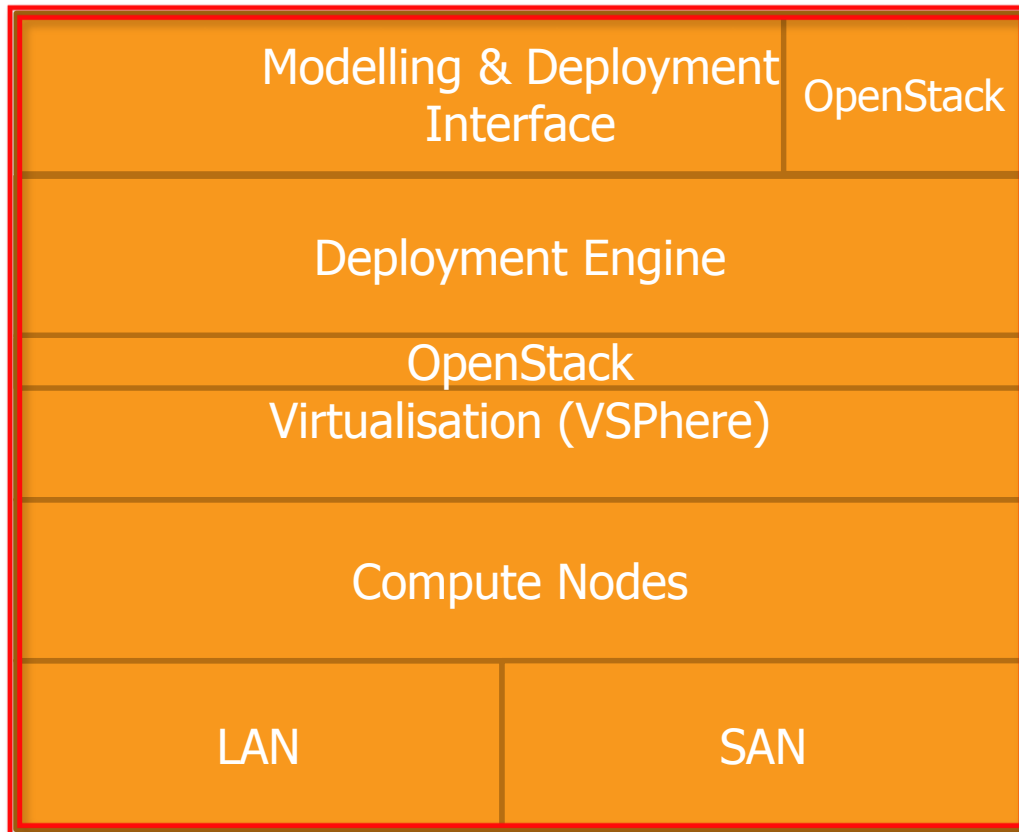 Modelling & Deployment
Interface
OpenStack
Deployment Engine
OpenStack
Virtualisation (VSPhere)
Compute Nodes
LAN
SAN